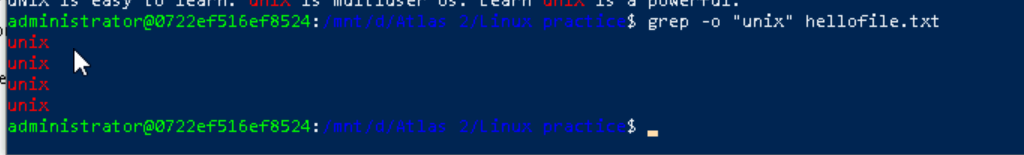 uNix is easy to learn. unix is multiuser os. Learn unix is a powerful.
administrator@0722ef516ef8524:/mnt/d/Atlas 2/Linux practice$ grep -o "unix" hellofile.txt
unix
unix
unix
unix
administrator@0722ef516ef8524:/mnt/d/Atlas 2/Linux practice$